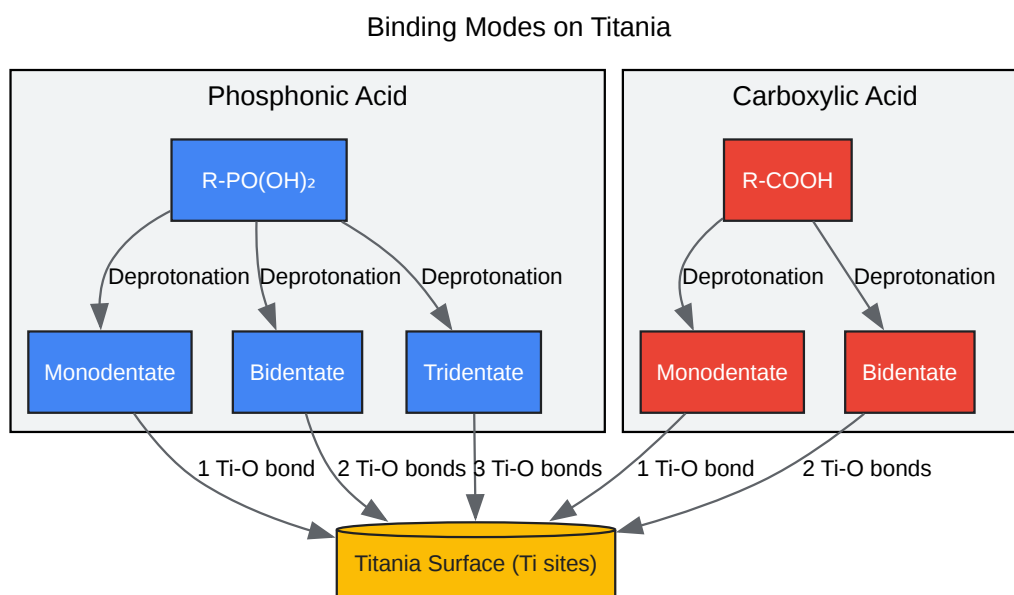 Binding Modes on Titania
Phosphonic Acid
Carboxylic Acid
R-PO(OH)₂
R-COOH
Deprotonation
Deprotonation
Deprotonation
Deprotonation
Deprotonation
Monodentate
Bidentate
Tridentate
Monodentate
Bidentate
1 Ti-O bond
2 Ti-O bonds
3 Ti-O bonds
1 Ti-O bond
2 Ti-O bonds
Titania Surface (Ti sites)